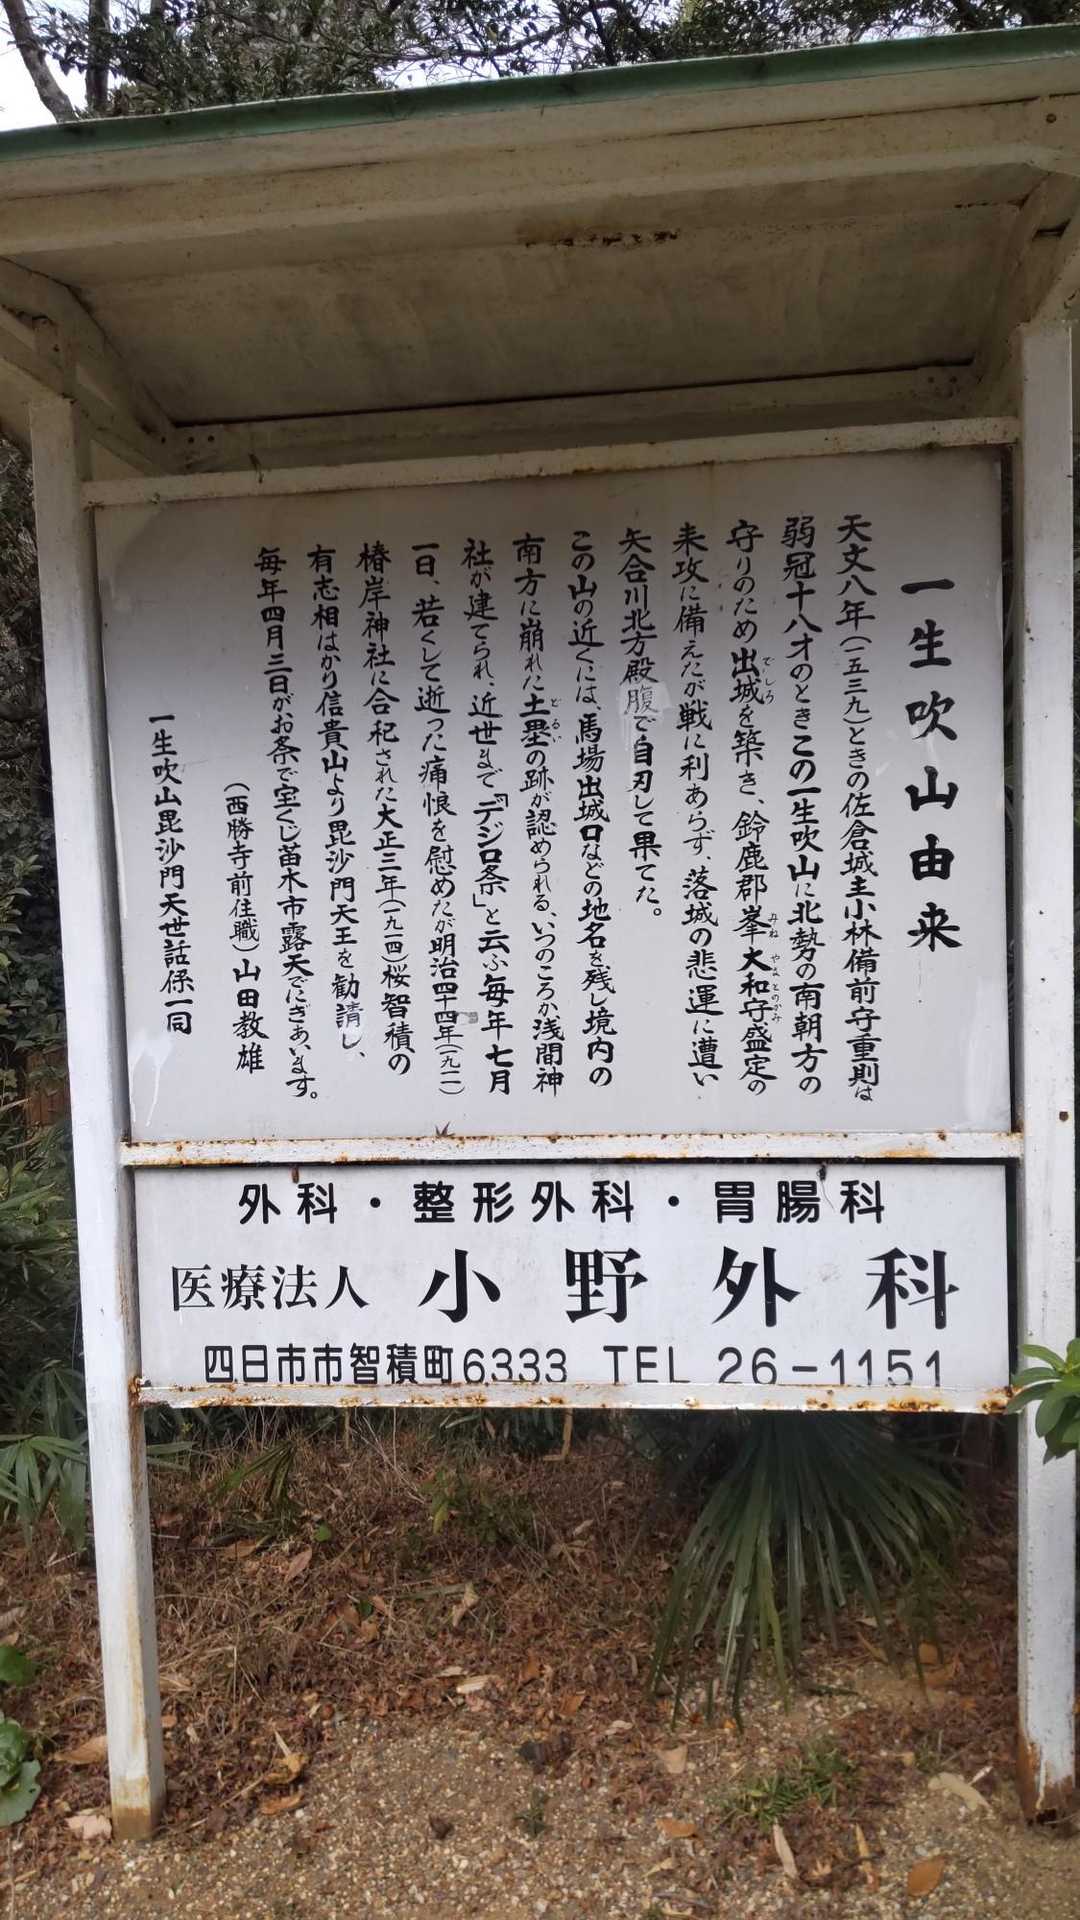 一生吹山由来
天文八年(一五三九)ときの佐倉城主小林備前守重則は
弱冠十八才のときこの一生吹山に北勢の南朝方の
守りのため出城を築き、鈴鹿郡峯大和守盛定の
来攻に備えたが戦に利あらず、落城の悲運に遭い
矢合川北方殿腹で自刃して果てた。
この山の近くには、馬場出城口などの地名を残し境内の
南方に崩れた土塁の跡が認められる、いつのころか浅間神
社が建てられ、近世まで「デジロ祭」と云ふ毎年七月
一日、若くして逝った痛恨を慰めたが明治四十四年(一九一一)
椿岸神社に合祀された大正三年(一九一四)桜智積の
有志相はかり信貴山より毘沙門天王を勧請し、
毎年四月三日がお祭で宝くじ苗木市露天でにぎあいます。
(西勝寺前住職)山田教雄
一生吹山毘沙門天世話係一同
外科・整形外科・胃腸科
医療法人 小野外科
四日市市智積町6333 TEL 26-1151